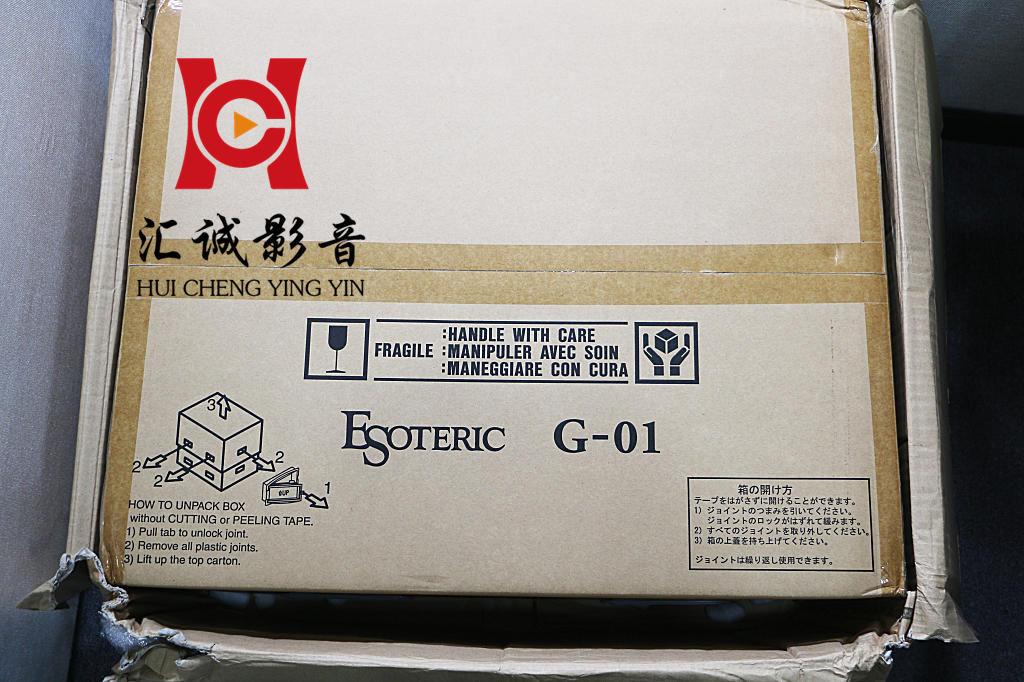 汇诚影音
HUI CHENG YING YIN
FRAGILE
:HANDLE WITH CARE
:MANIPULER AVEC SOIN
:MANEGGIARE CON CURA
ESOTERIC G-01
3
2
2
2
1
UP
HOW TO UNPACK BOX
without CUTTING or PEELING TAPE.
1) Pull tab to unlock joint.
2) Remove all plastic joints.
3) Lift up the top carton.
箱の開け方
テープをはがさずに開けることができます。
1) ジョイントのつまみを引いてください。
ジョイントのロックがはずれて緩みます。
2) すべてのジョイントを取り外してください。
3) 箱の上蓋を持ち上げてください。
ジョイントは繰り返し使用できます。